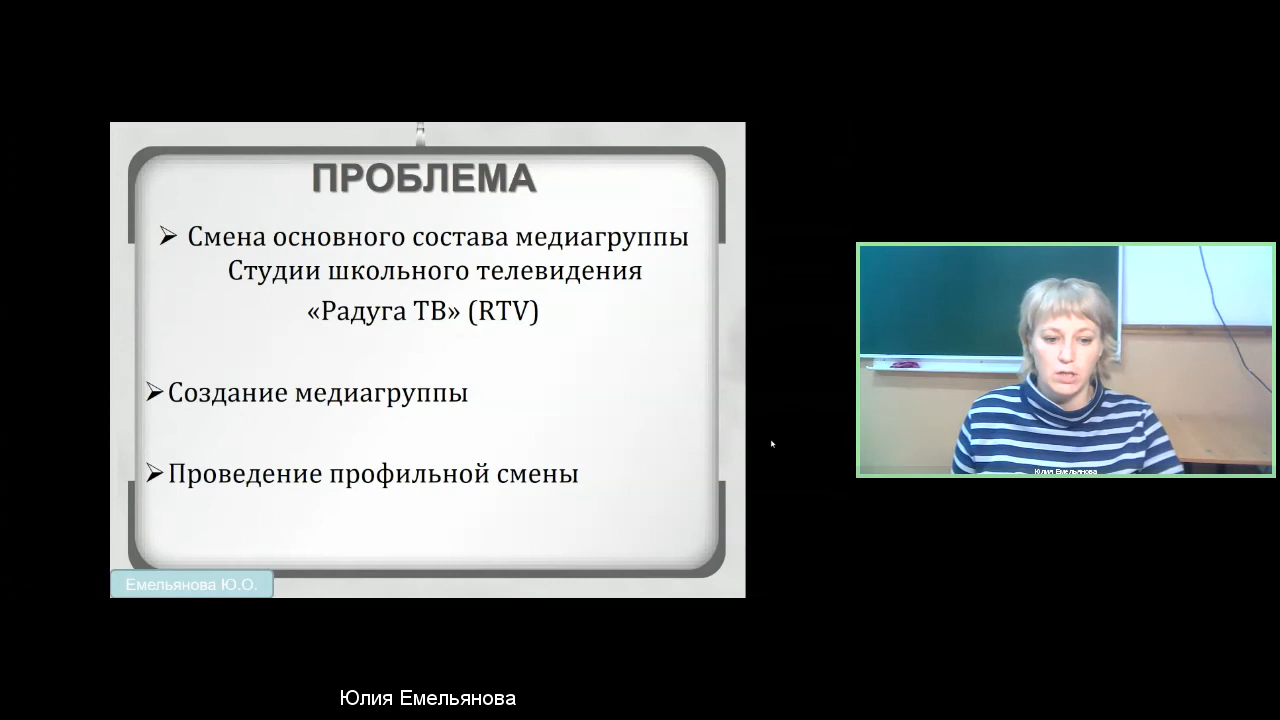 ПРОБЛЕМА
➢ Смена основного состава медиагруппы
Студии школьного телевидения
«Радуга ТВ» (RTV)
➢Создание медиагруппы
➢Проведение профильной смены
Емельянова Ю.О.
Юлия Емельянова
Юлия Емельянова